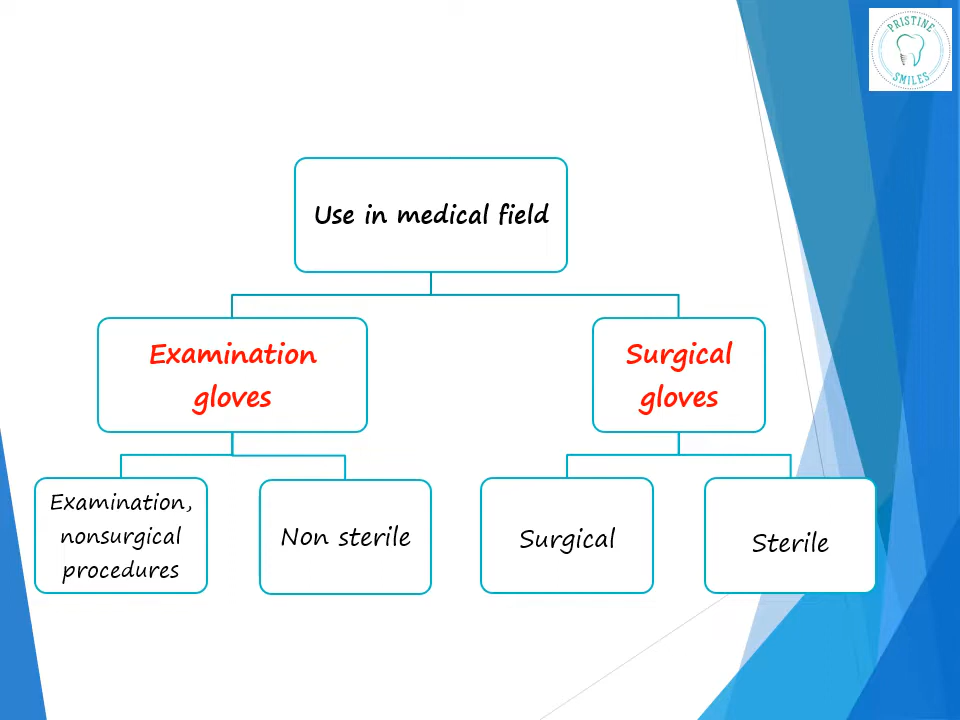 PRISTINE
SMILES
Use in medical field
Examination
gloves
Surgical
gloves
Examination,
nonsurgical
procedures
Non sterile
Surgical
Sterile